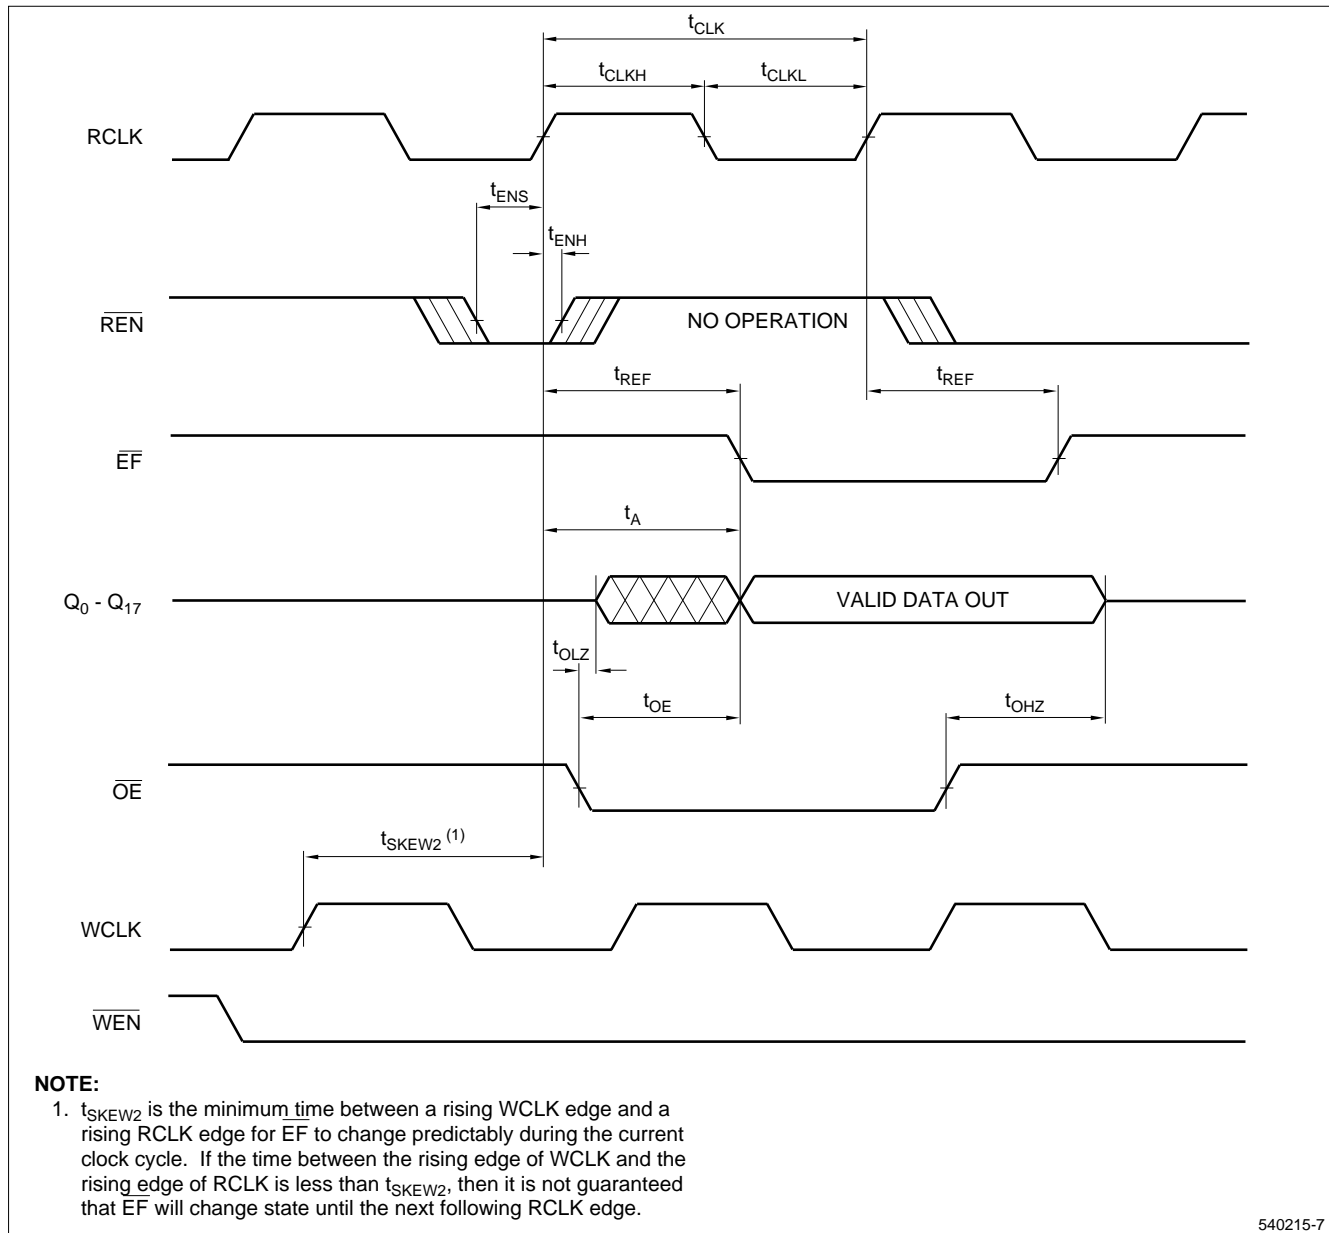 tCLK
tCLKH
tCLKL
RCLK
tENS
tENH
REN
NO OPERATION
tREF
tREF
EF
tA
Q0 - Q17
VALID DATA OUT
tOLZ
tOE
tOHZ
OE
tSKEW2 (1)
WCLK
WEN
NOTE:
1. tSKEW2 is the minimum time between a rising WCLK edge and a
rising RCLK edge for EF to change predictably during the current
clock cycle. If the time between the rising edge of WCLK and the
rising edge of RCLK is less than tSKEW2, then it is not guaranteed
that EF will change state until the next following RCLK edge.
540215-7